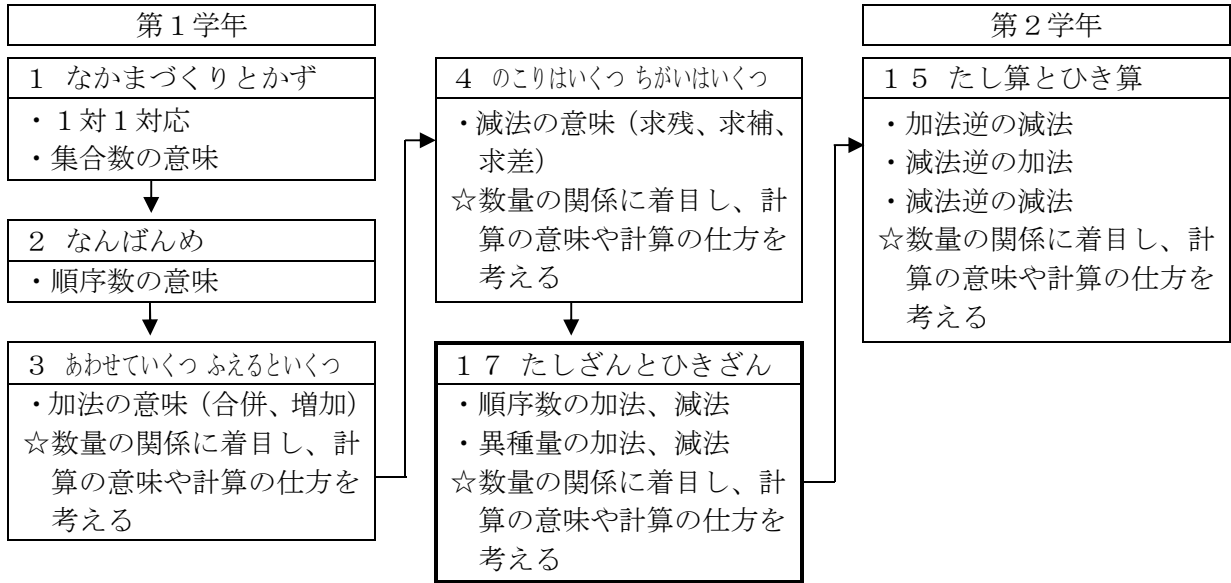 第１学年
１ なかまづくりとかず
・１対１対応
・集合数の意味
２ なんばんめ
・順序数の意味
３ あわせていくつ ふえるといくつ
・加法の意味（合併、増加）
☆数量の関係に着目し、計
算の意味や計算の仕方を
考える
４ のこりはいくつ ちがいはいくつ
・減法の意味（求残、求補、
求差）
☆数量の関係に着目し、計
算の意味や計算の仕方を
考える
１７ たしざんとひきざん
・順序数の加法、減法
・異種量の加法、減法
☆数量の関係に着目し、計
算の意味や計算の仕方を
考える
第２学年
１５ たし算とひき算
・加法逆の減法
・減法逆の加法
・減法逆の減法
☆数量の関係に着目し、計
算の意味や計算の仕方を
考える